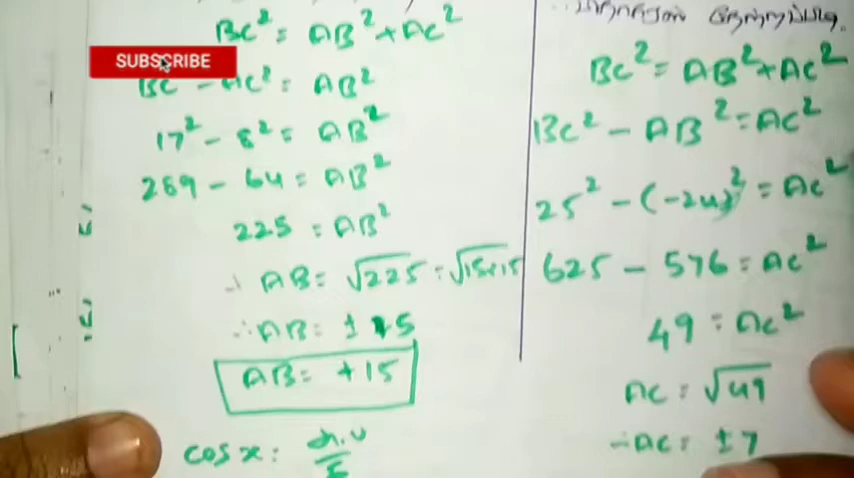 BC² = AB² + AC²
SUBSCRIBE
BC² - AC² = AB²
17² - 8² = AB²
289 - 64 = AB²
225 = AB²
∴ AB = √225 = √15×15
∴ AB = ± 15
AB = +15
cos x =
BC² = AB² + AC²
BC² - AB² = AC²
25² - (-24)² = AC²
625 - 576 = AC²
49 = AC²
AC = √49
∴ AC = ±7